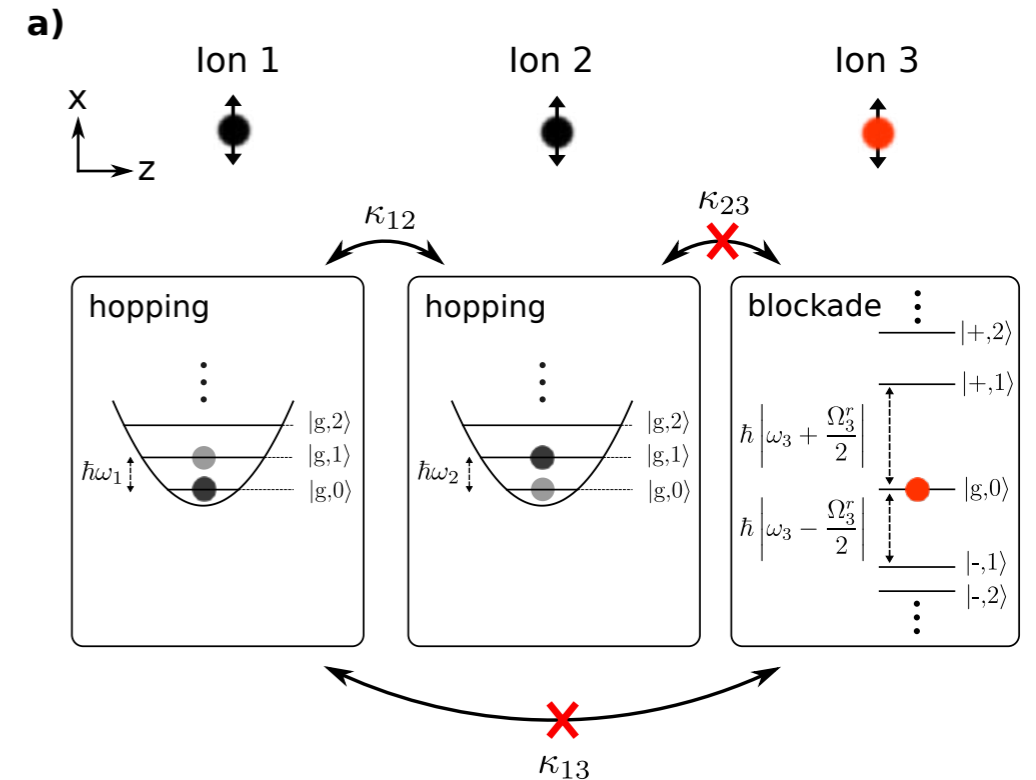 a)
Ion 1
Ion 2
Ion 3
x
z
κ₁₂
κ₂₃
hopping
hopping
blockade
|g,2⟩
|g,1⟩
|g,0⟩
ħω₁
|g,2⟩
|g,1⟩
|g,0⟩
ħω₂
|+,2⟩
|+,1⟩
ħ|ω₃ + Ω₃ʳ/2|
|g,0⟩
ħ|ω₃ − Ω₃ʳ/2|
|-,1⟩
|-,2⟩
κ₁₃